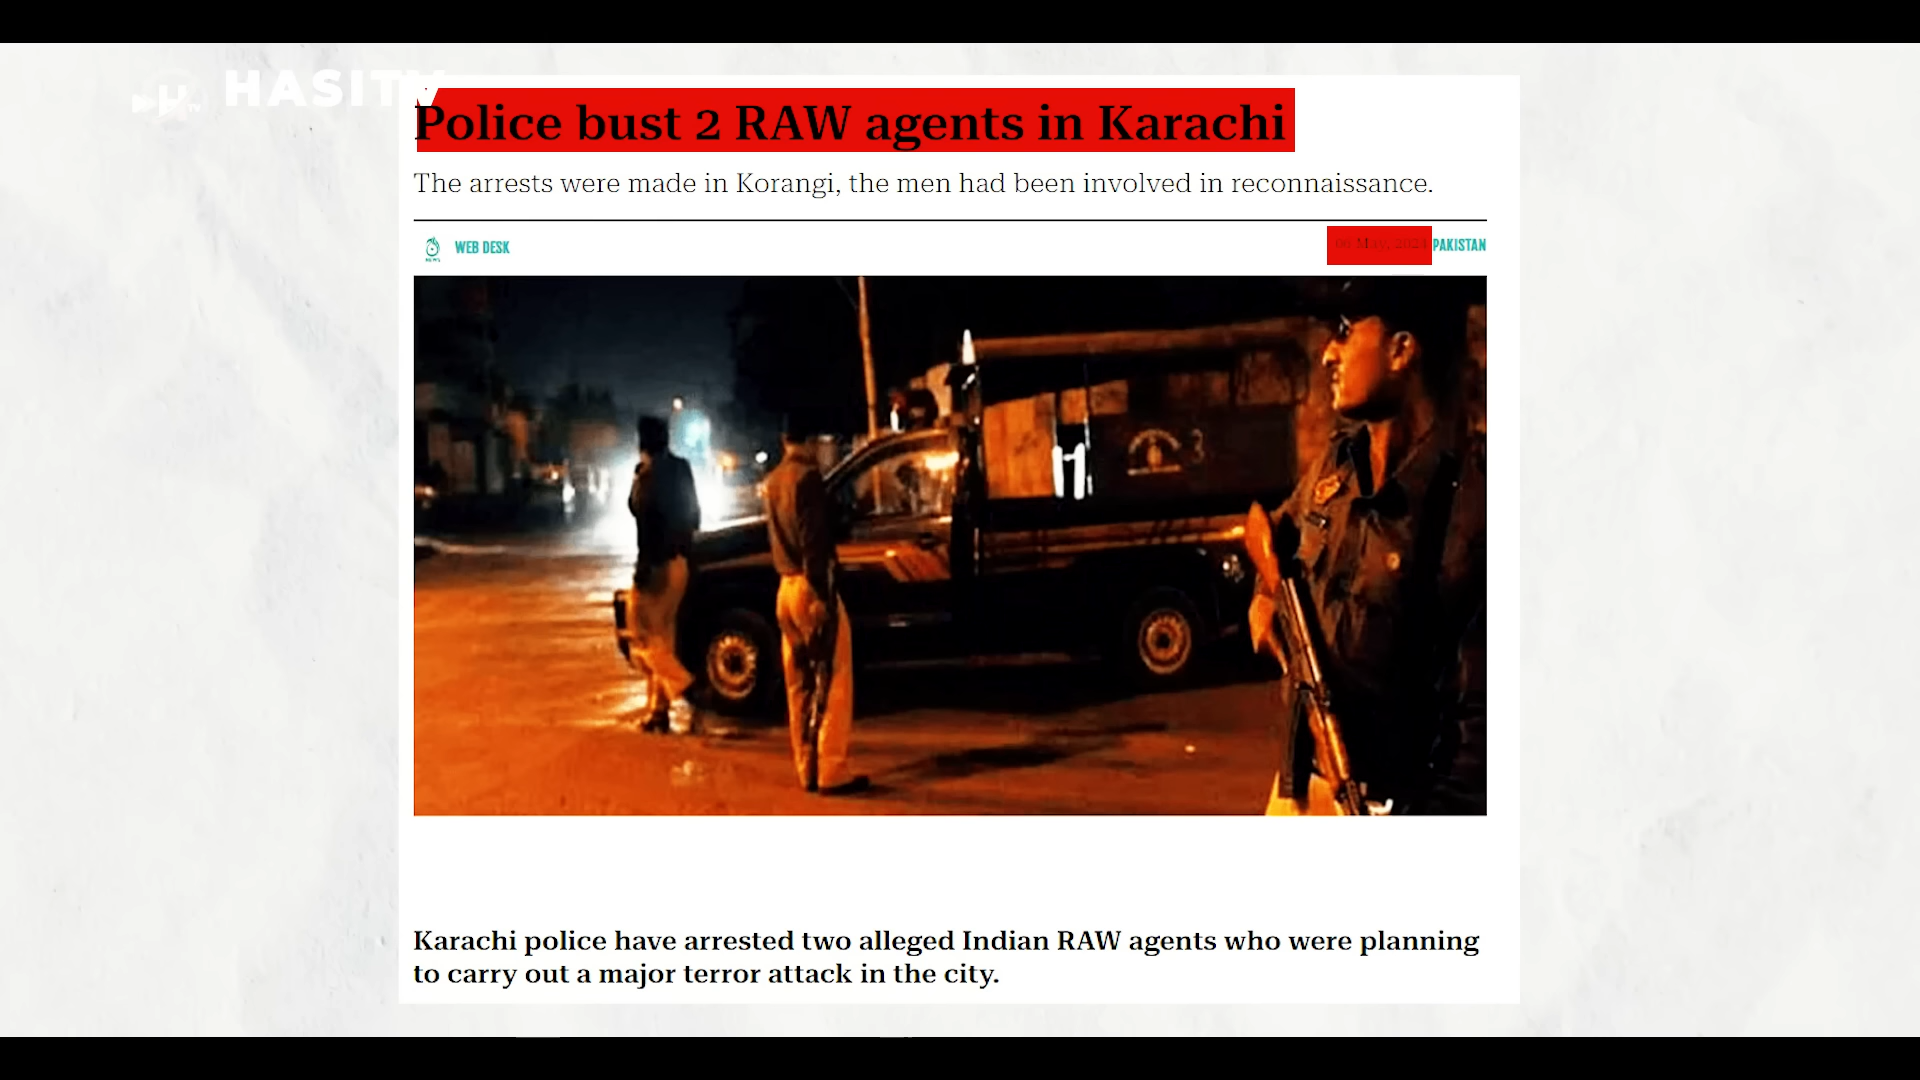 HASITV
Police bust 2 RAW agents in Karachi
The arrests were made in Korangi, the men had been involved in reconnaissance.
WEB DESK
06 May, PAKISTAN
Karachi police have arrested two alleged Indian RAW agents who were planning
to carry out a major terror attack in the city.